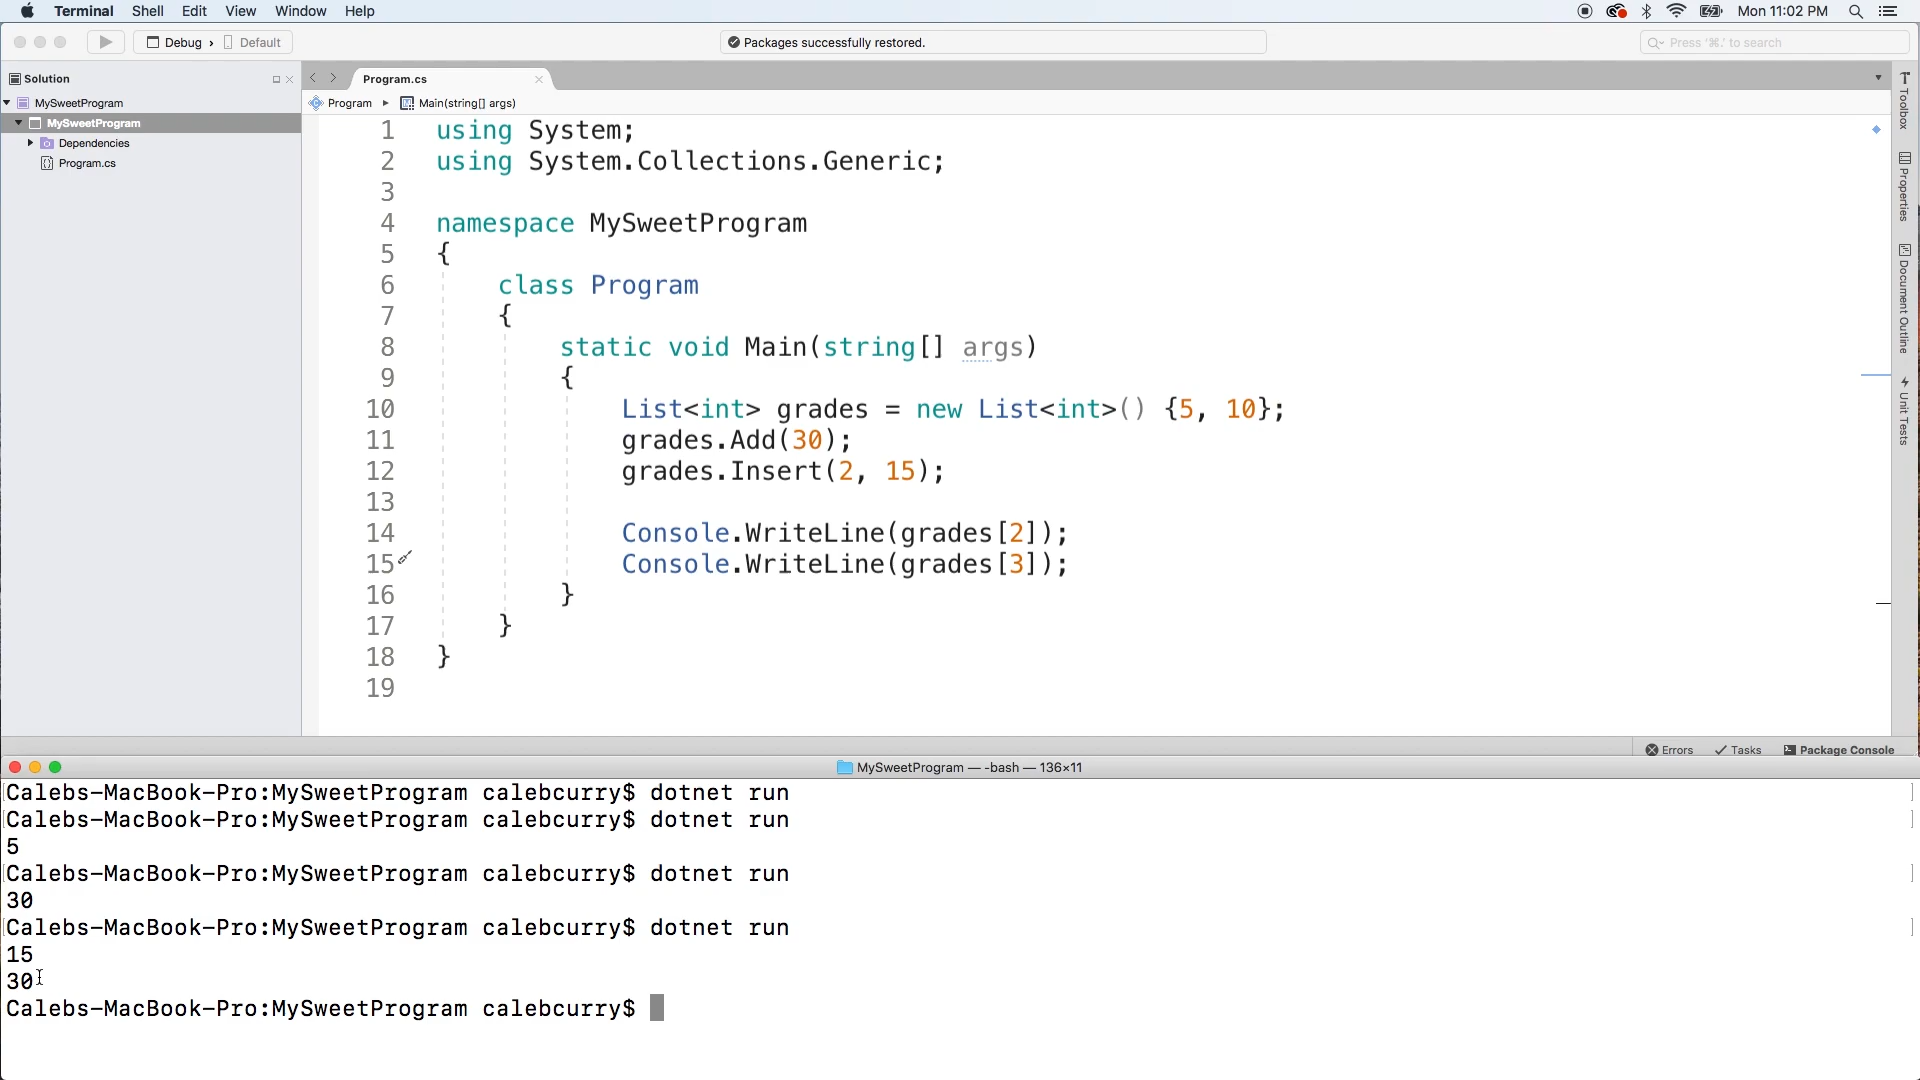 Terminal Shell Edit View Window Help Mon 11:02 PM
Debug › Default Packages successfully restored. Press '⌘.' to search
Solution
MySweetProgram
MySweetProgram
Dependencies
Program.cs
Program.cs
Program ▸ Main(string[] args)
1 using System;
2 using System.Collections.Generic;
3
4 namespace MySweetProgram
5 {
6 class Program
7 {
8 static void Main(string[] args)
9 {
10 List<int> grades = new List<int>() {5, 10};
11 grades.Add(30);
12 grades.Insert(2, 15);
13
14 Console.WriteLine(grades[2]);
15 Console.WriteLine(grades[3]);
16 }
17 }
18 }
19
Toolbox
Properties
Document Outline
Unit Tests
Errors Tasks Package Console
MySweetProgram — -bash — 136×11
[Calebs-MacBook-Pro:MySweetProgram calebcurry$ dotnet run ]
[Calebs-MacBook-Pro:MySweetProgram calebcurry$ dotnet run ]
5
[Calebs-MacBook-Pro:MySweetProgram calebcurry$ dotnet run ]
30
[Calebs-MacBook-Pro:MySweetProgram calebcurry$ dotnet run ]
15
30
Calebs-MacBook-Pro:MySweetProgram calebcurry$